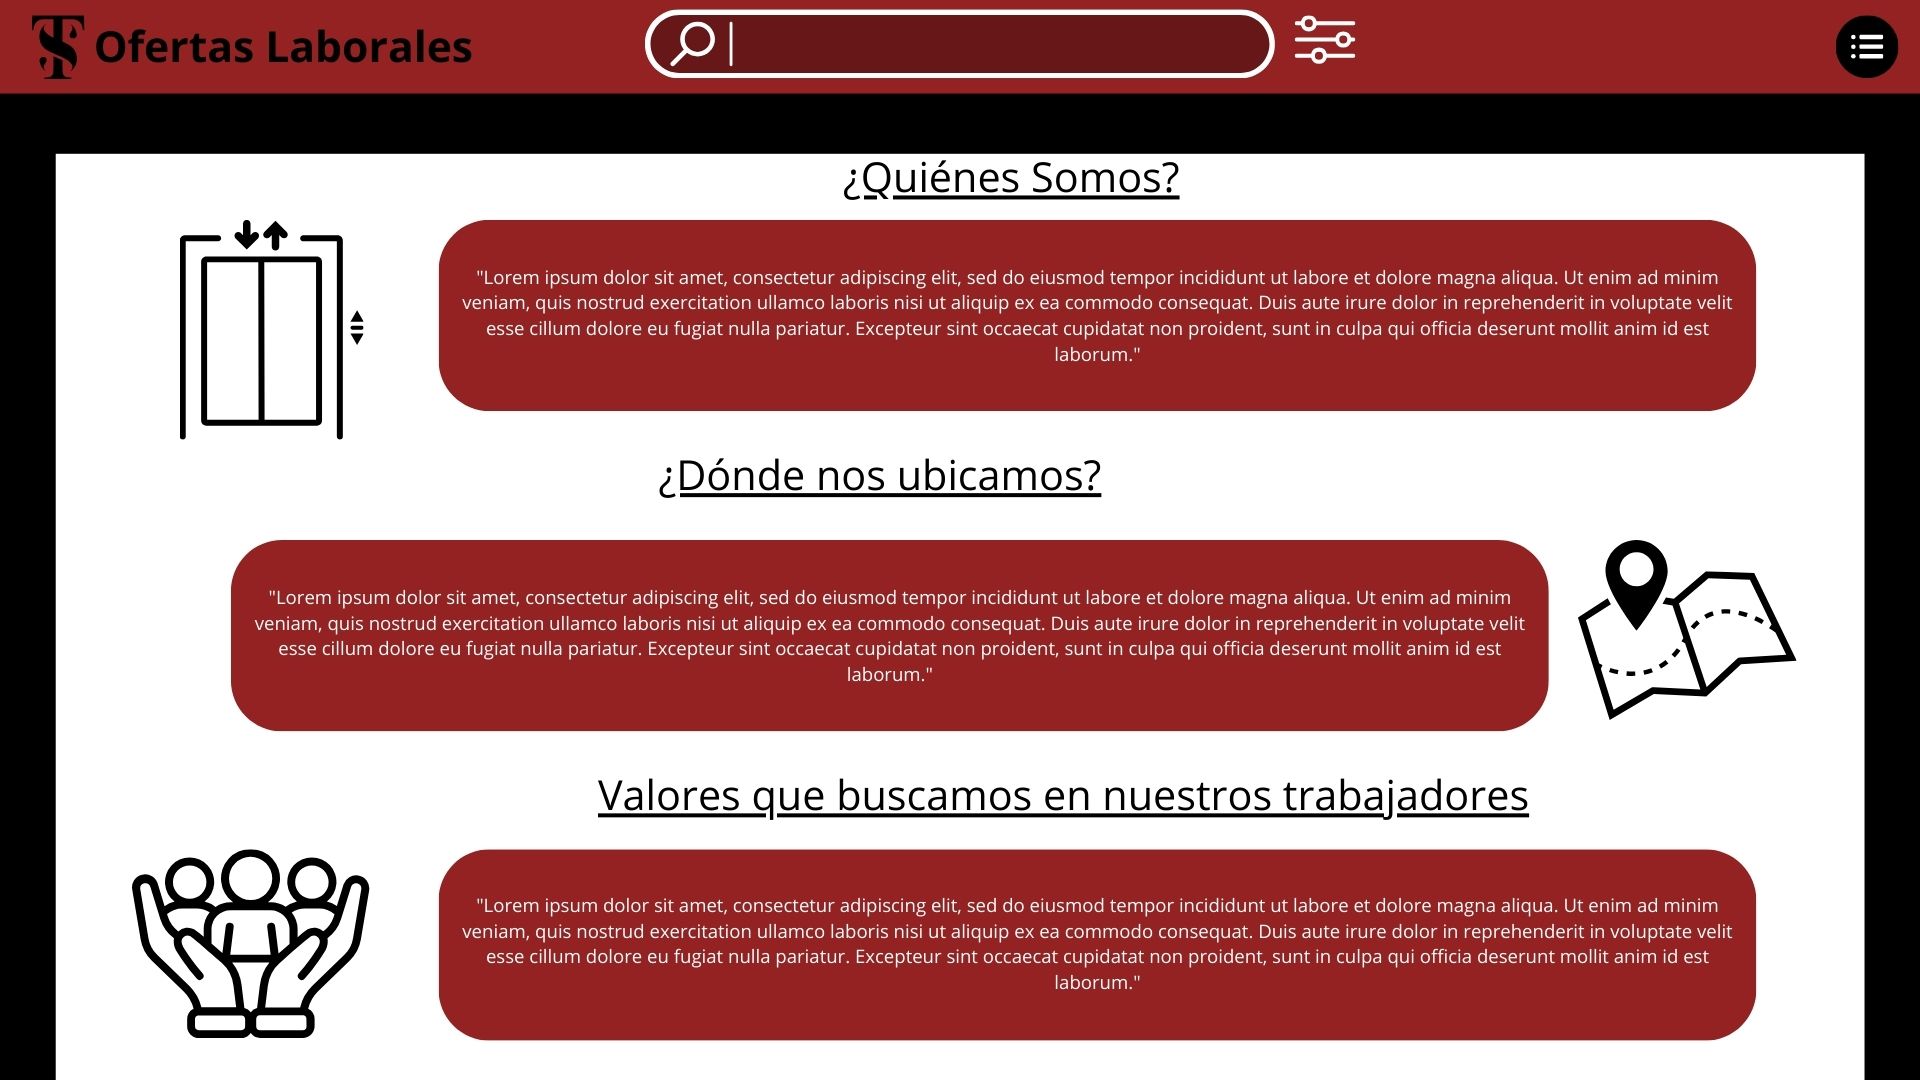 Ofertas Laborales
¿Quiénes Somos?
"Lorem ipsum dolor sit amet, consectetur adipiscing elit, sed do eiusmod tempor incididunt ut labore et dolore magna aliqua. Ut enim ad minim
veniam, quis nostrud exercitation ullamco laboris nisi ut aliquip ex ea commodo consequat. Duis aute irure dolor in reprehenderit in voluptate velit
esse cillum dolore eu fugiat nulla pariatur. Excepteur sint occaecat cupidatat non proident, sunt in culpa qui officia deserunt mollit anim id est
laborum."
¿Dónde nos ubicamos?
"Lorem ipsum dolor sit amet, consectetur adipiscing elit, sed do eiusmod tempor incididunt ut labore et dolore magna aliqua. Ut enim ad minim
veniam, quis nostrud exercitation ullamco laboris nisi ut aliquip ex ea commodo consequat. Duis aute irure dolor in reprehenderit in voluptate velit
esse cillum dolore eu fugiat nulla pariatur. Excepteur sint occaecat cupidatat non proident, sunt in culpa qui officia deserunt mollit anim id est
laborum."
Valores que buscamos en nuestros trabajadores
"Lorem ipsum dolor sit amet, consectetur adipiscing elit, sed do eiusmod tempor incididunt ut labore et dolore magna aliqua. Ut enim ad minim
veniam, quis nostrud exercitation ullamco laboris nisi ut aliquip ex ea commodo consequat. Duis aute irure dolor in reprehenderit in voluptate velit
esse cillum dolore eu fugiat nulla pariatur. Excepteur sint occaecat cupidatat non proident, sunt in culpa qui officia deserunt mollit anim id est
laborum."